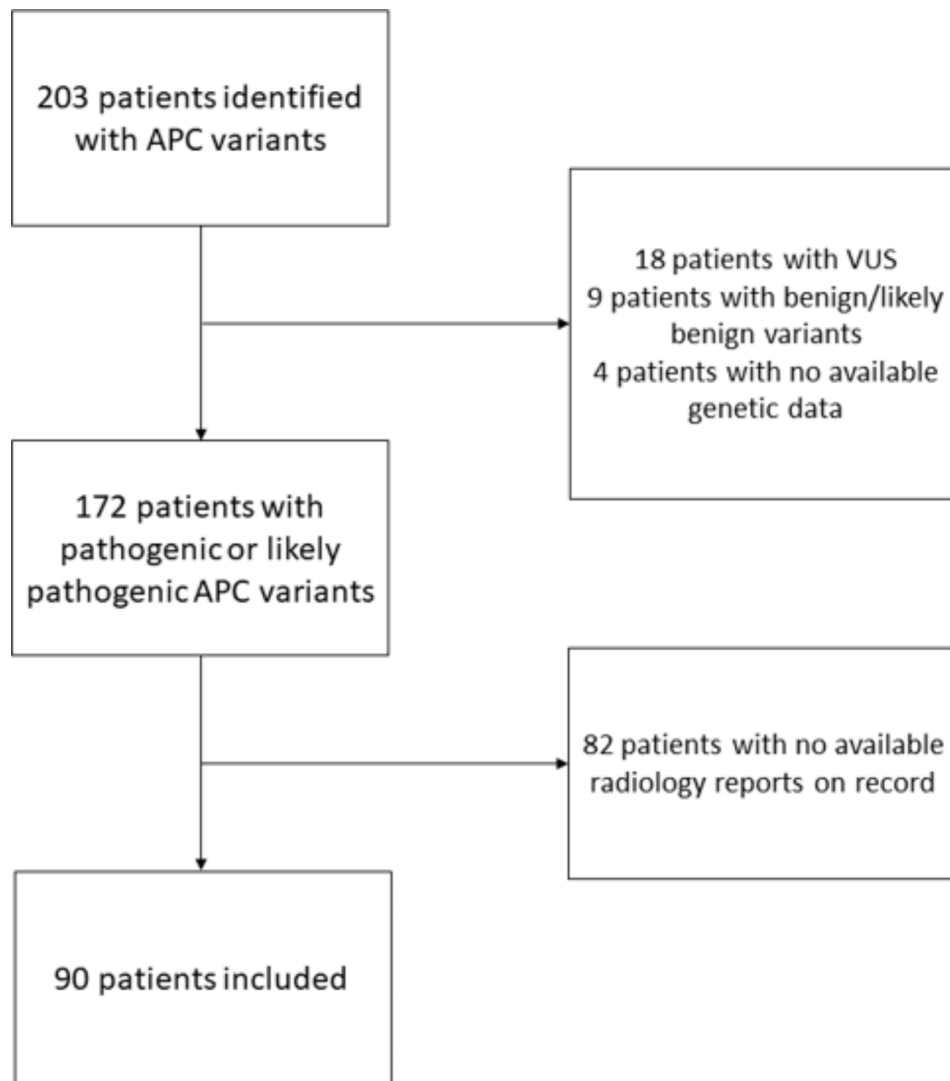 203 patients identified
with APC variants
18 patients with VUS
9 patients with benign/likely
benign variants
4 patients with no available
genetic data
172 patients with
pathogenic or likely
pathogenic APC variants
82 patients with no available
radiology reports on record
90 patients included